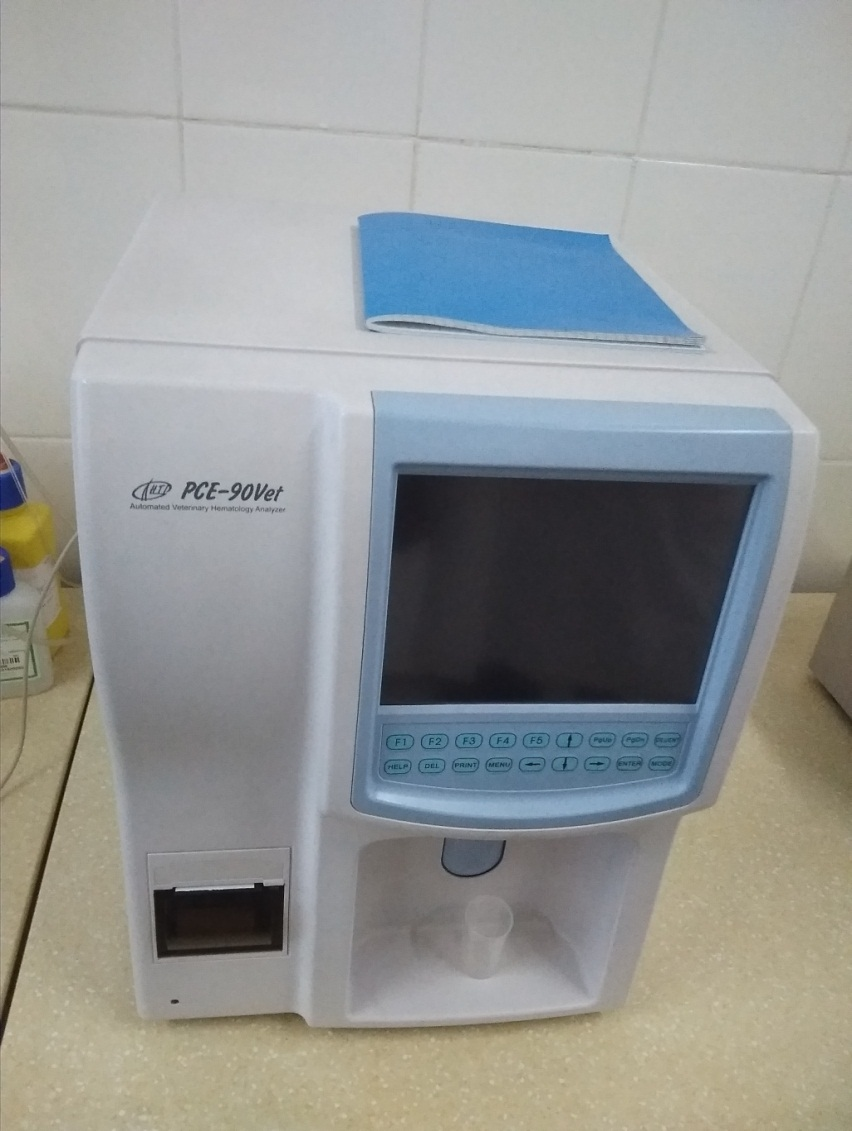 HTI PCE-90Vet
Automated Veterinary Hematology Analyzer
F1 F2 F3 F4 F5 PgUp PgDn
HELP DEL PRINT MENU ← → ENTER MODE